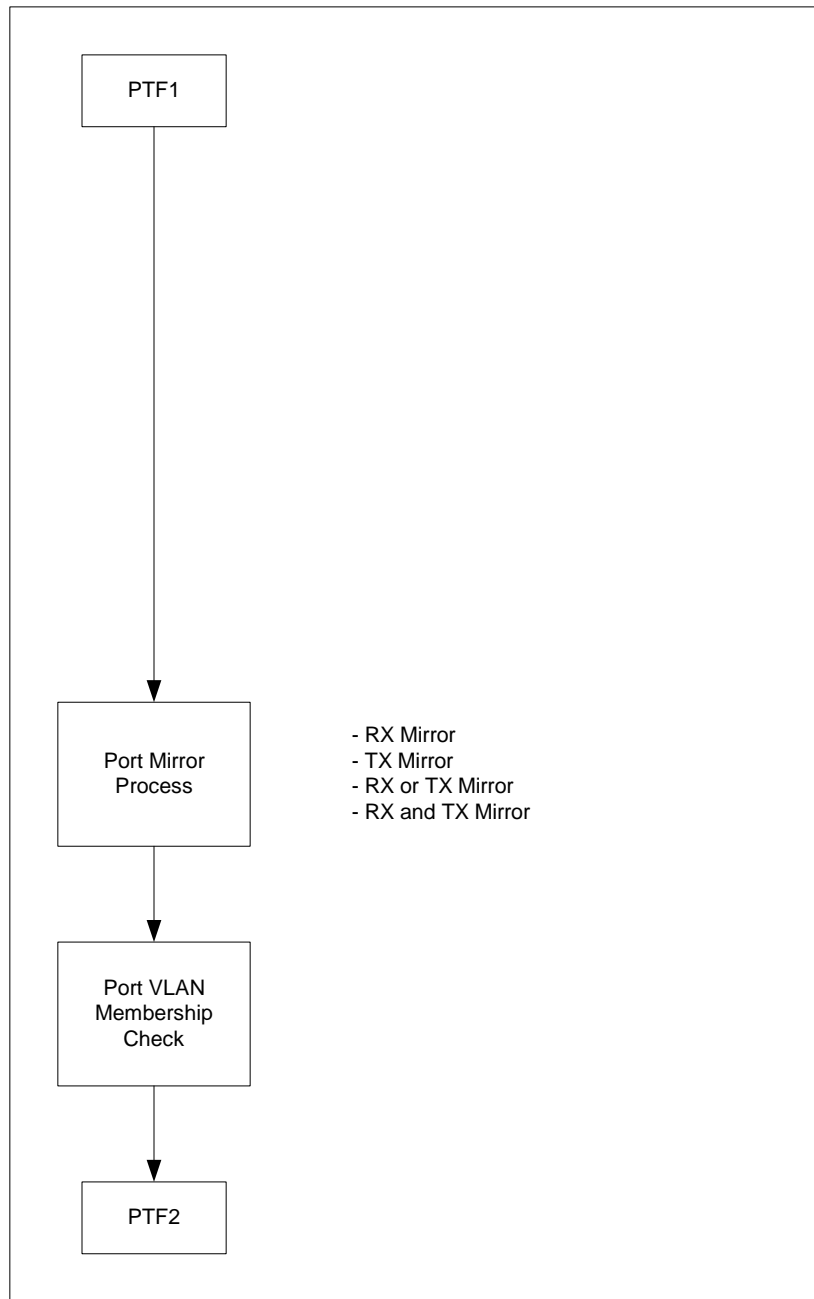 PTF1
Port Mirror
Process
- RX Mirror
- TX Mirror
- RX or TX Mirror
- RX and TX Mirror
Port VLAN
Membership
Check
PTF2